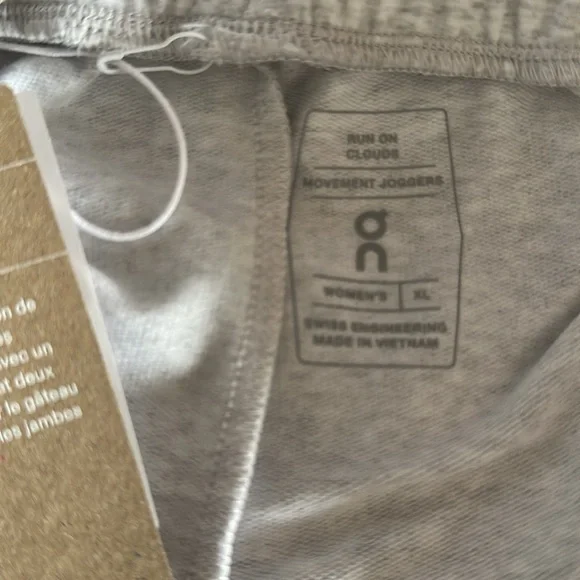 RUN ON
CLOUDS
MOVEMENT JOGGERS
on
WOMEN'S XL
SWISS ENGINEERING
MADE IN VIETNAM
on de
es
avec un
et deux
r le gâteau
les jambes